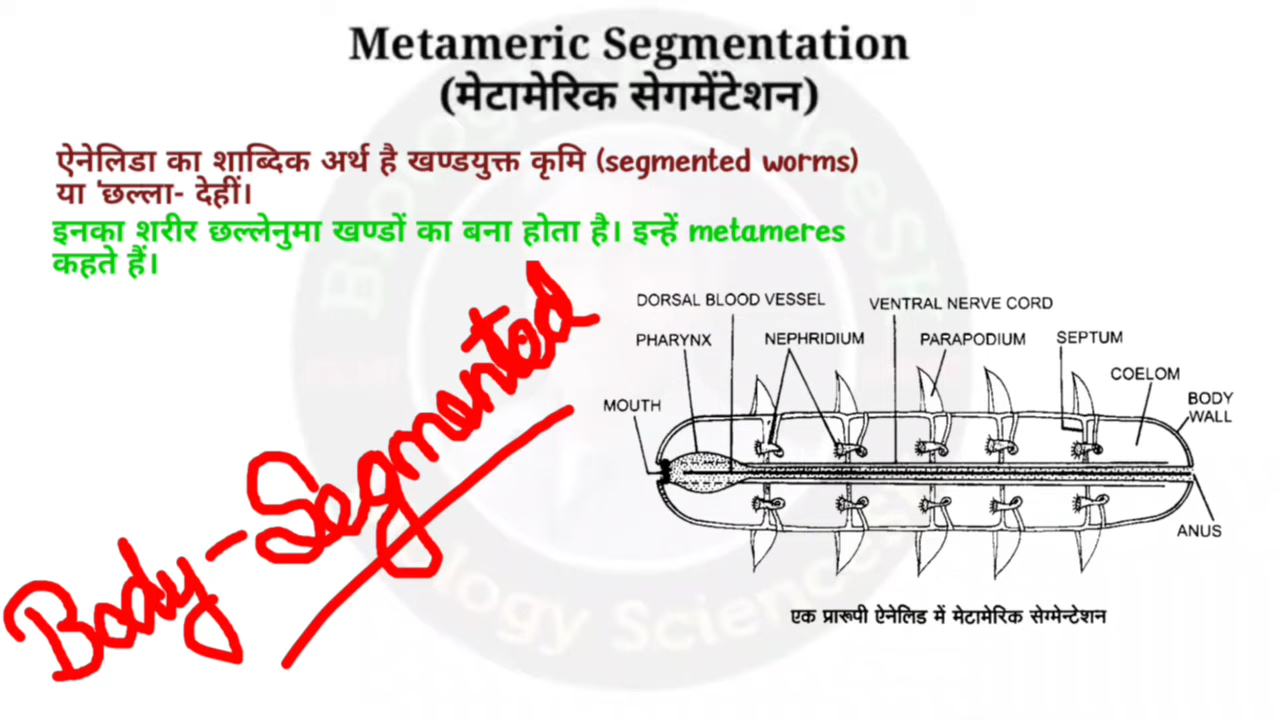 Metameric Segmentation
(मेटामेरिक सेगमेंटेशन)
ऐनेलिडा का शाब्दिक अर्थ है खण्डयुक्त कृमि (segmented worms)
या 'छल्ला- देहीं।
इनका शरीर छल्लेनुमा खण्डों का बना होता है। इन्हें metameres
कहते हैं।
Body-Segmented
DORSAL BLOOD VESSEL
VENTRAL NERVE CORD
PHARYNX
NEPHRIDIUM
PARAPODIUM
SEPTUM
COELOM
MOUTH
BODY
WALL
ANUS
एक प्रारूपी ऐनेलिड में मेटामेरिक सेग्मेन्टेशन